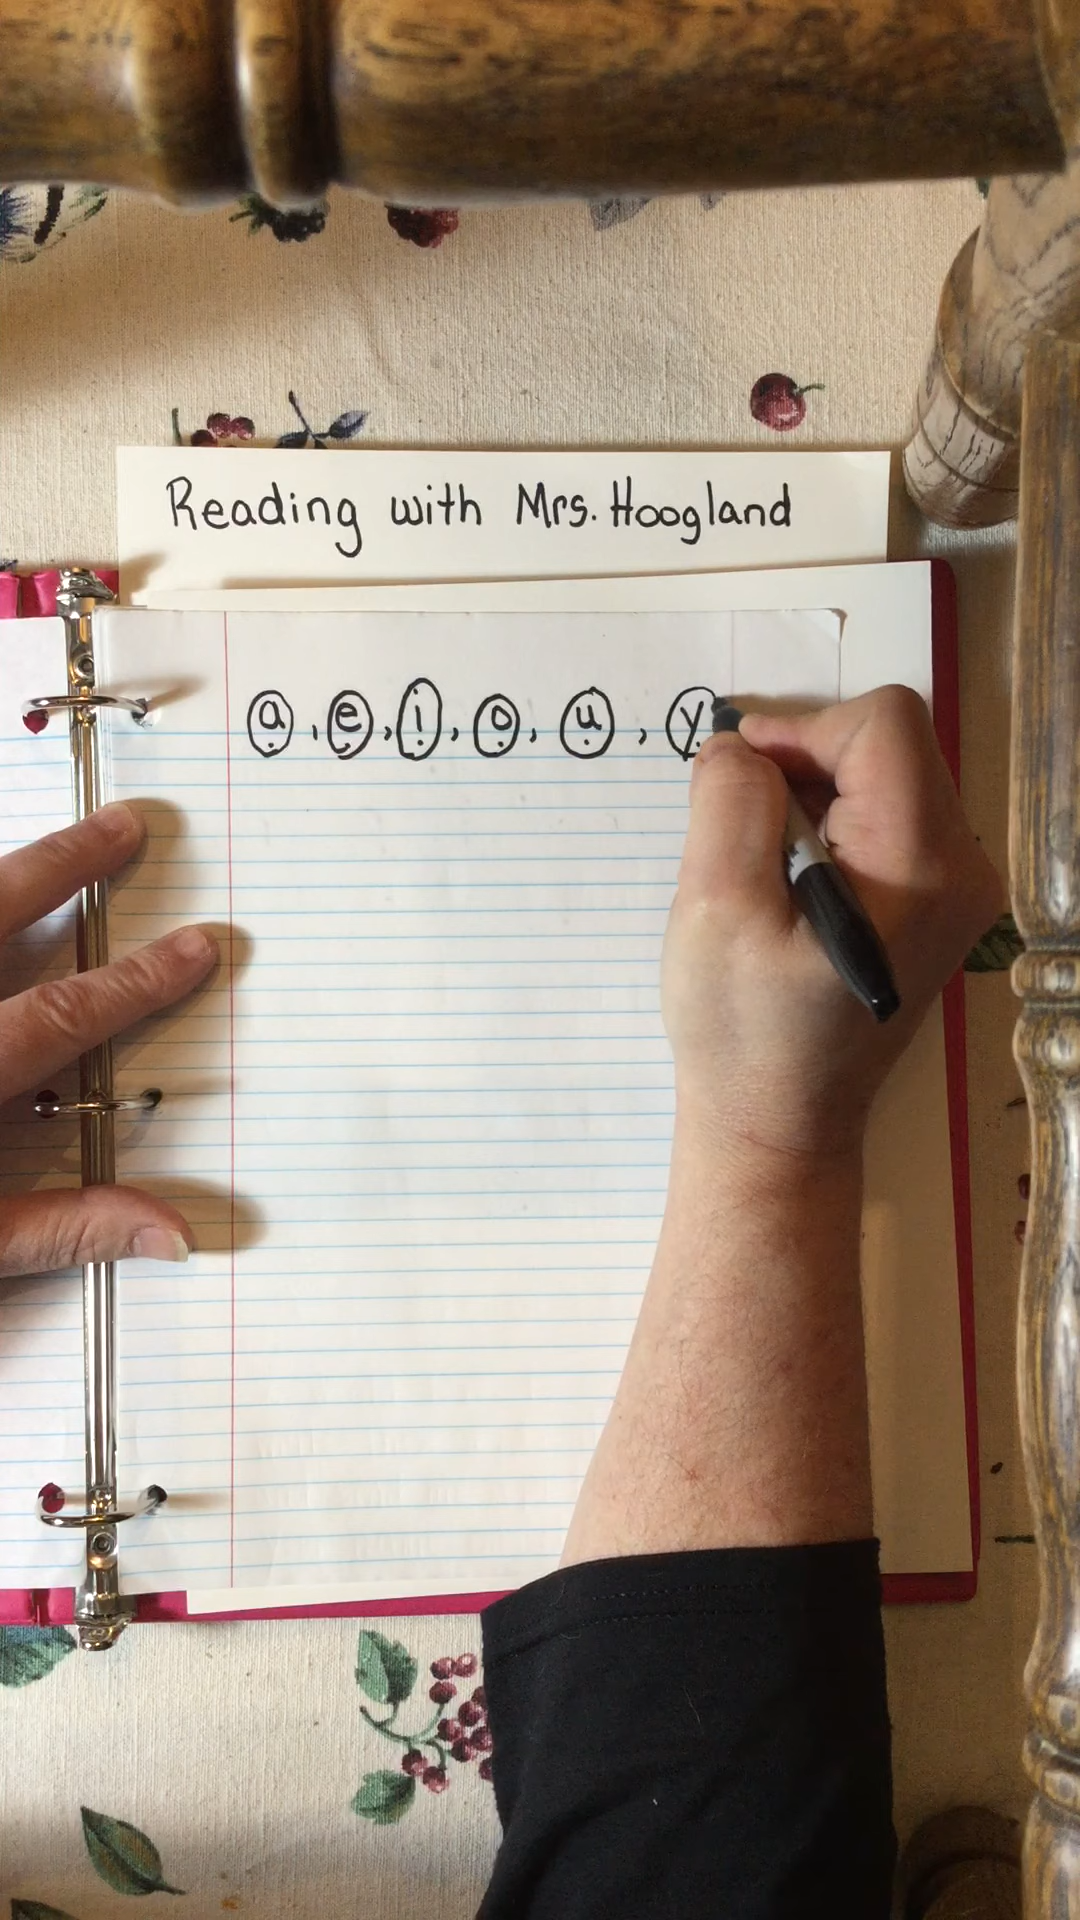 Reading with Mrs. Hoogland
a, e, i, o, u, y